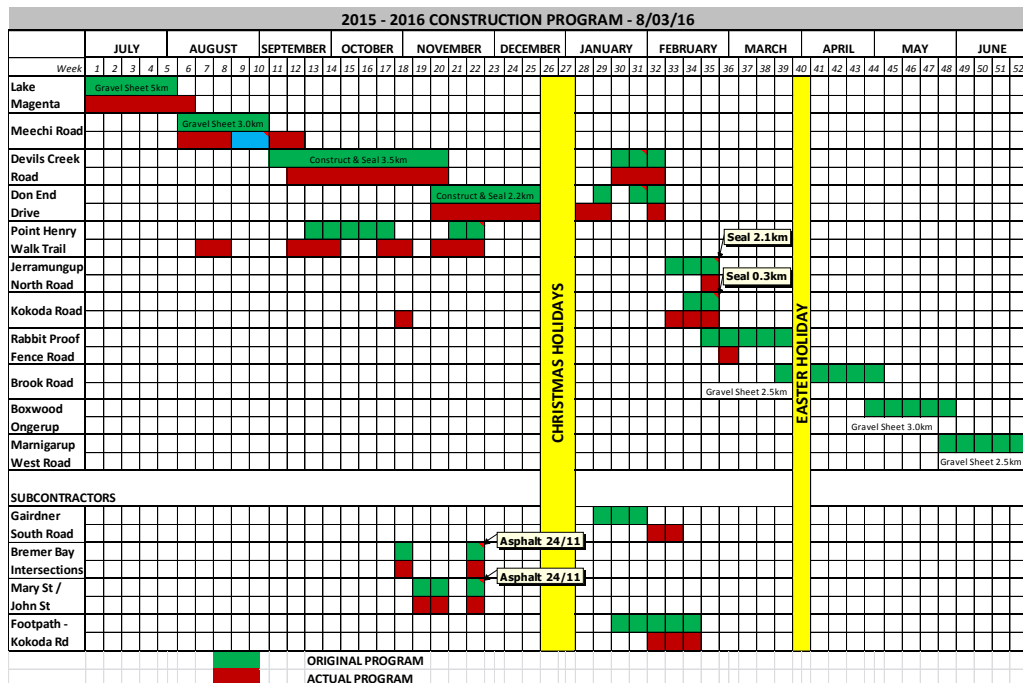 2015 - 2016 CONSTRUCTION PROGRAM - 8/03/16
JULY AUGUST SEPTEMBER OCTOBER NOVEMBER DECEMBER JANUARY FEBRUARY MARCH APRIL MAY JUNE
Week 1 2 3 4 5 6 7 8 9 10 11 12 13 14 15 16 17 18 19 20 21 22 23 24 25 26 27 28 29 30 31 32 33 34 35 36 37 38 39 40 41 42 43 44 45 46 47 48 49 50 51 52
Lake Gravel Sheet 5km
Magenta
Gravel Sheet 3.0km
Meechi Road
Devils Creek Construct & Seal 3.5km
Road
Don End Construct & Seal 2.2km
Drive
Point Henry
Walk Trail Seal 2.1km
Jerramungup
North Road Seal 0.3km
Kokoda Road
Rabbit Proof
Fence Road
Brook Road
Gravel Sheet 2.5km
Boxwood
Ongerup Gravel Sheet 3.0km
Marnigarup
West Road Gravel Sheet 2.5km
CHRISTMAS HOLIDAYS
EASTER HOLIDAY
SUBCONTRACTORS
Gairdner
South Road
Asphalt 24/11
Bremer Bay
Intersections
Asphalt 24/11
Mary St /
John St
Footpath -
Kokoda Rd
ORIGINAL PROGRAM
ACTUAL PROGRAM